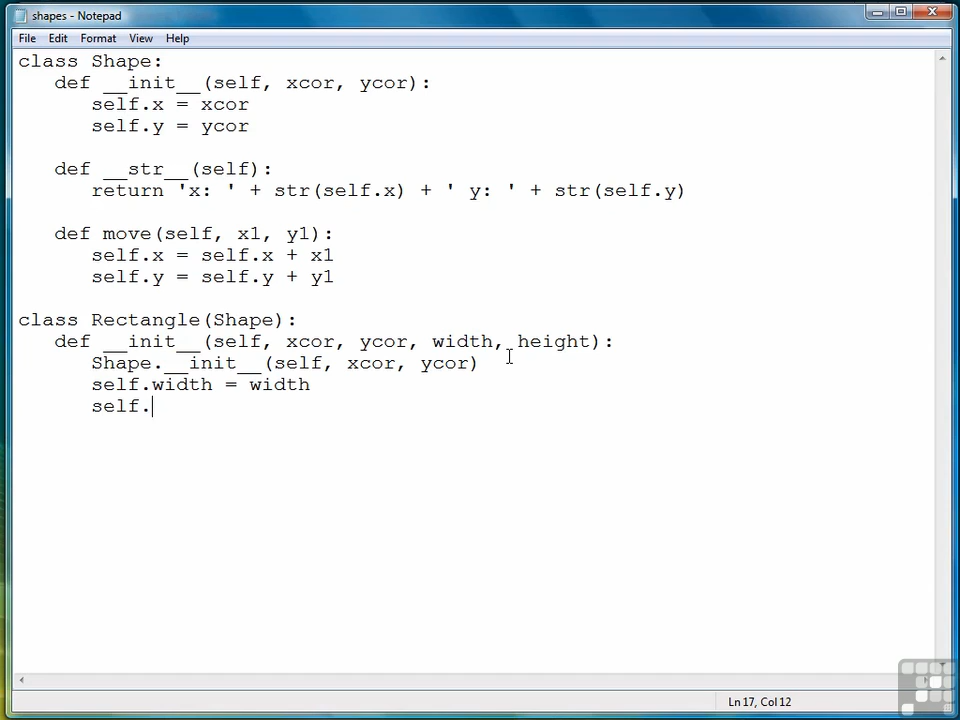 shapes - Notepad
File Edit Format View Help
class Shape:
   def __init__(self, xcor, ycor):
      self.x = xcor
      self.y = ycor

   def __str__(self):
      return 'x: ' + str(self.x) + ' y: ' + str(self.y)

   def move(self, x1, y1):
      self.x = self.x + x1
      self.y = self.y + y1

class Rectangle(Shape):
   def __init__(self, xcor, ycor, width, height):
      Shape.__init__(self, xcor, ycor)
      self.width = width
      self.
Ln 17, Col 12